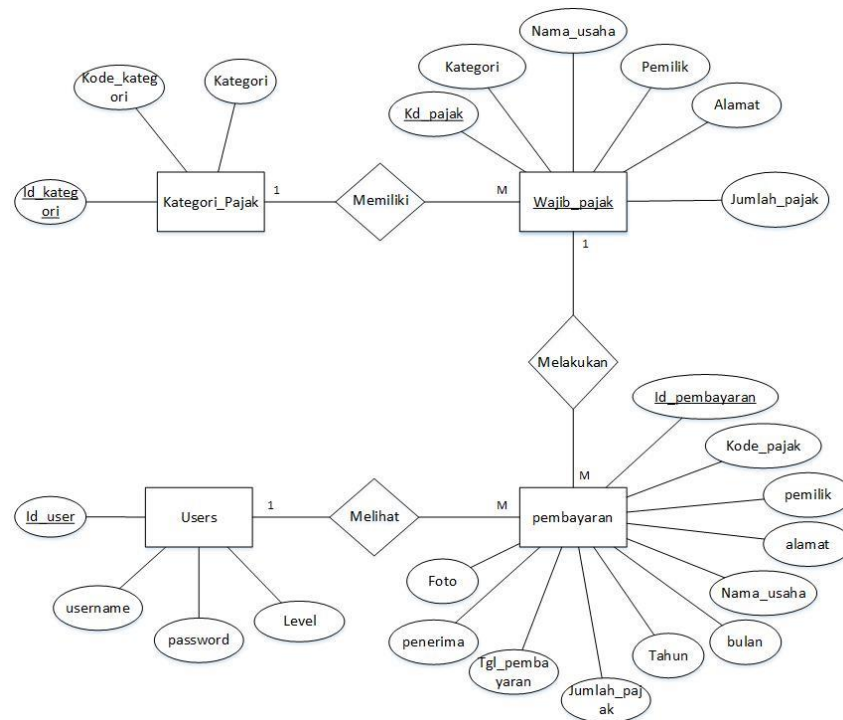 Nama_usaha
Kode_kateg
ori
Kategori
Kategori
Pemilik
Kd_pajak
Alamat
Id_kateg
ori
Kategori_Pajak
1
Memiliki
M
Wajib_pajak
Jumlah_pajak
1
Melakukan
Id_pembayaran
Kode_pajak
M
Id_user
Users
1
Melihat
M
pembayaran
pemilik
alamat
Foto
Nama_usaha
username
Level
password
penerima
bulan
Tahun
Tgl_pemba
yaran
Jumlah_paj
ak